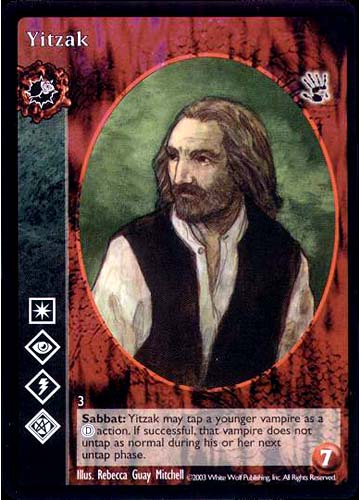 Yitzak
3
Sabbat: Yitzak may tap a younger vampire as a
D action. If successful, that vampire does not
untap as normal during his or her next
untap phase.
7
Illus. Rebecca Guay Mitchell ©2003 White Wolf Publishing, Inc. All Rights Reserved.